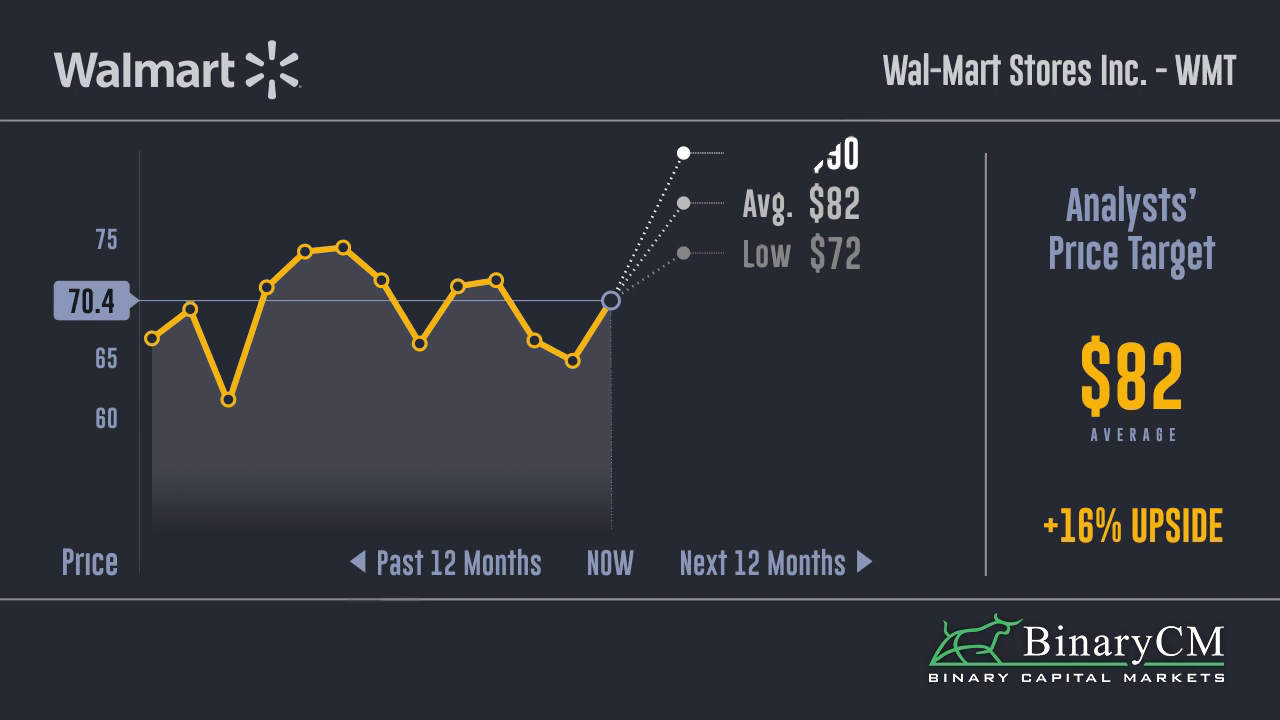 Walmart
Wal-Mart Stores Inc. - WMT
Avg. $82
Low $72
75
70.4
65
60
Price
Past 12 Months
NOW
Next 12 Months
Analysts’
Price Target
$82
AVERAGE
+16% UPSIDE
BinaryCM
BINARY CAPITAL MARKETS